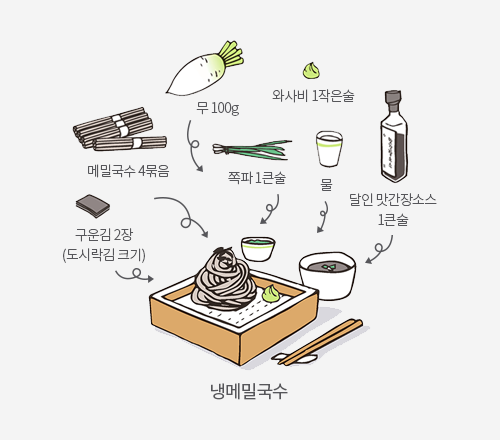 무 100g
와사비 1작은술
메밀국수 4묶음
쪽파 1큰술
물
달인 맛간장소스
1큰술
구운김 2장
(도시락김 크기)
냉메밀국수